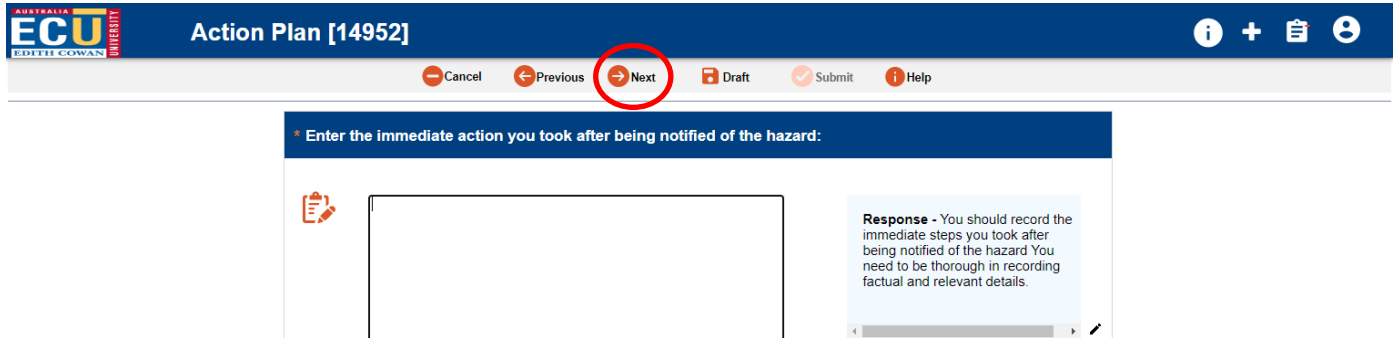 AUSTRALIA
ECU
EDITH COWAN
UNIVERSITY
Action Plan [14952]
Cancel Previous Next Draft Submit Help
* Enter the immediate action you took after being notified of the hazard:
Response - You should record the
immediate steps you took after
being notified of the hazard You
need to be thorough in recording
factual and relevant details.